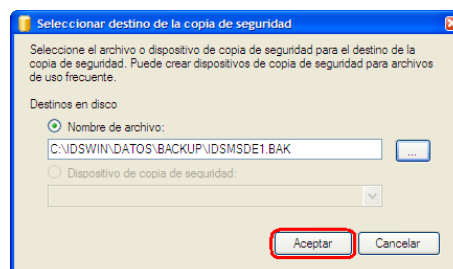 Seleccionar destino de la copia de seguridad
Seleccione el archivo o dispositivo de copia de seguridad para el destino de la
copia de seguridad. Puede crear dispositivos de copia de seguridad para archivos
de uso frecuente.
Destinos en disco
Nombre de archivo:
C:\IDSWIN\DATOS\BACKUP\IDSMSDE1.BAK
...
Dispositivo de copia de seguridad:
Aceptar Cancelar